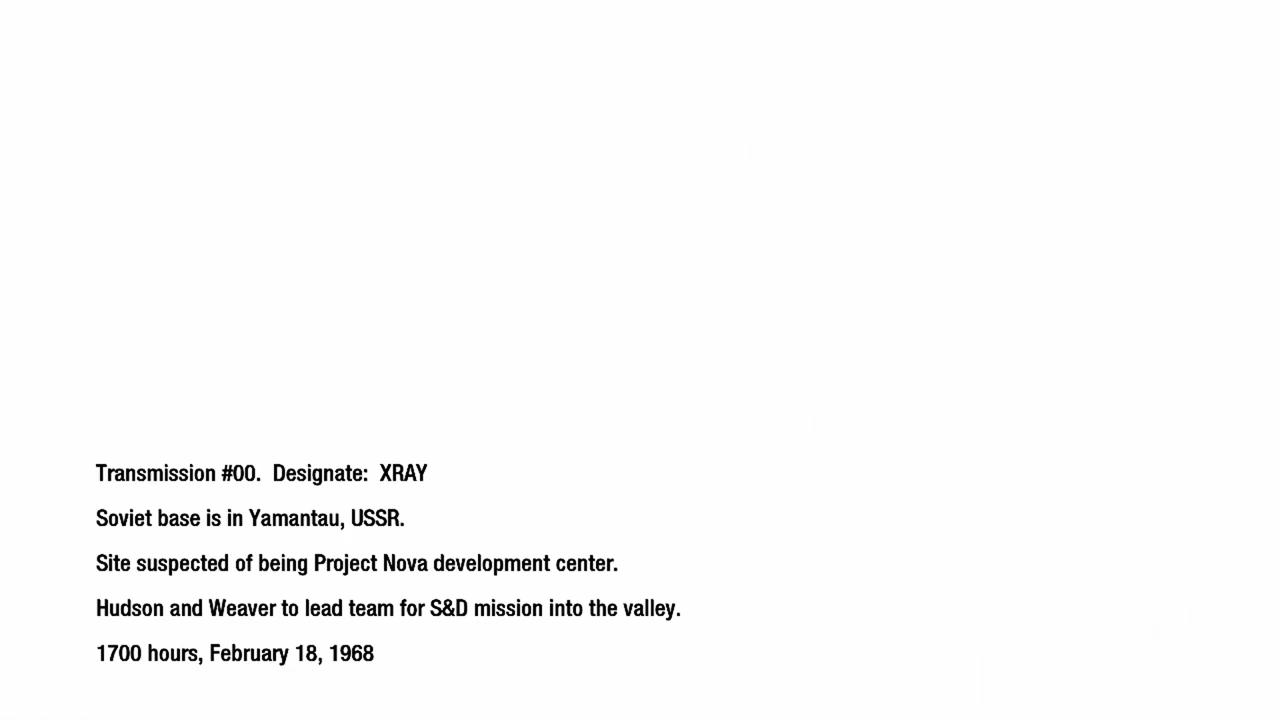 Transmission #00.  Designate:  XRAY
Soviet base is in Yamantau, USSR.
Site suspected of being Project Nova development center.
Hudson and Weaver to lead team for S&D mission into the valley.
1700 hours, February 18, 1968